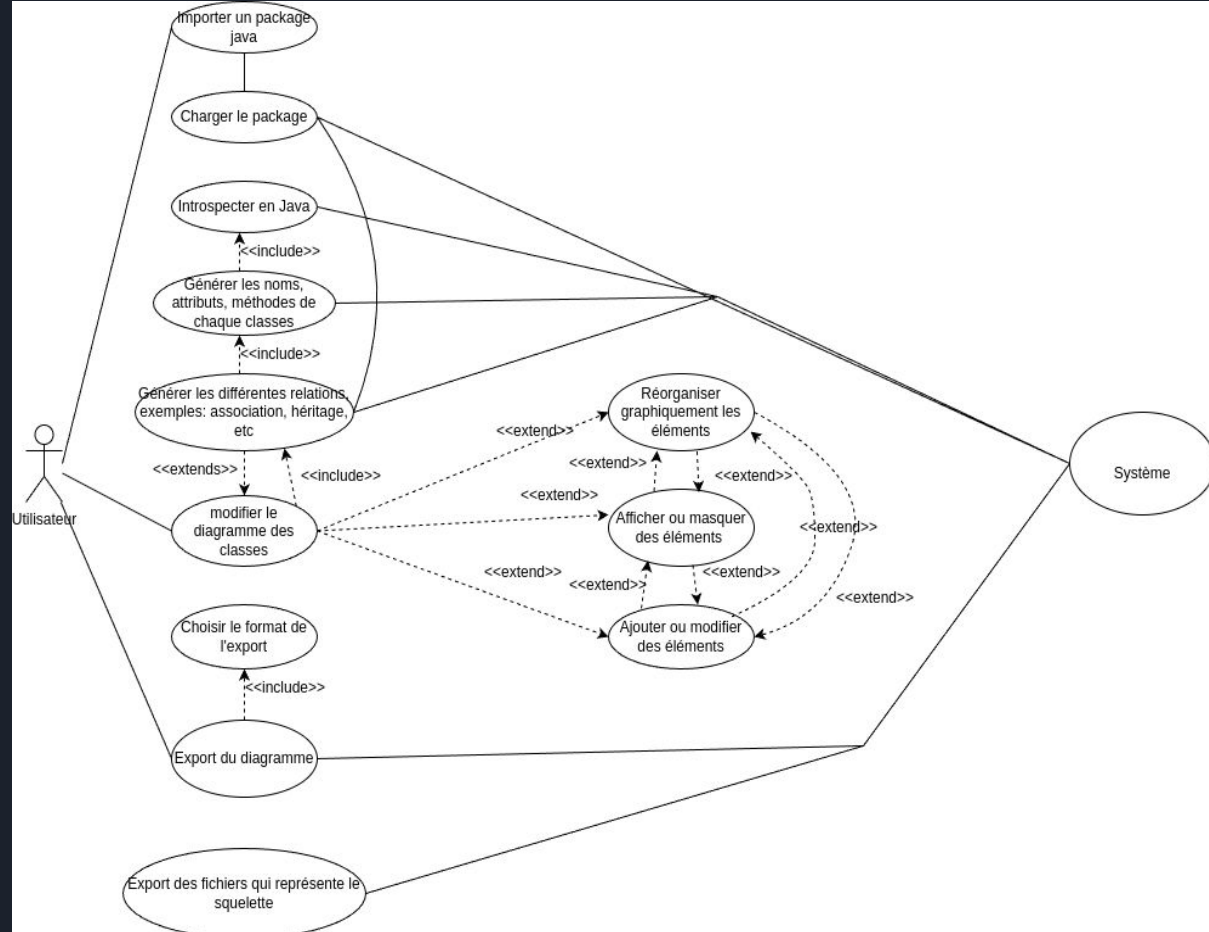 Importer un package
java
Charger le package
Introspecter en Java
<<include>>
Générer les noms,
attributs, méthodes de
chaque classes
<<include>>
Générer les différentes relations,
exemples: association, héritage,
etc
<<extends>>
<<include>>
modifier le
diagramme des
classes
Utilisateur
<<extend>>
<<extend>>
<<extend>>
Réorganiser
graphiquement les
éléments
<<extend>>
<<extend>>
Afficher ou masquer
des éléments
<<extend>>
<<extend>>
<<extend>>
<<extend>>
Ajouter ou modifier
des éléments
Système
Choisir le format de
l'export
<<include>>
Export du diagramme
Export des fichiers qui représente le
squelette